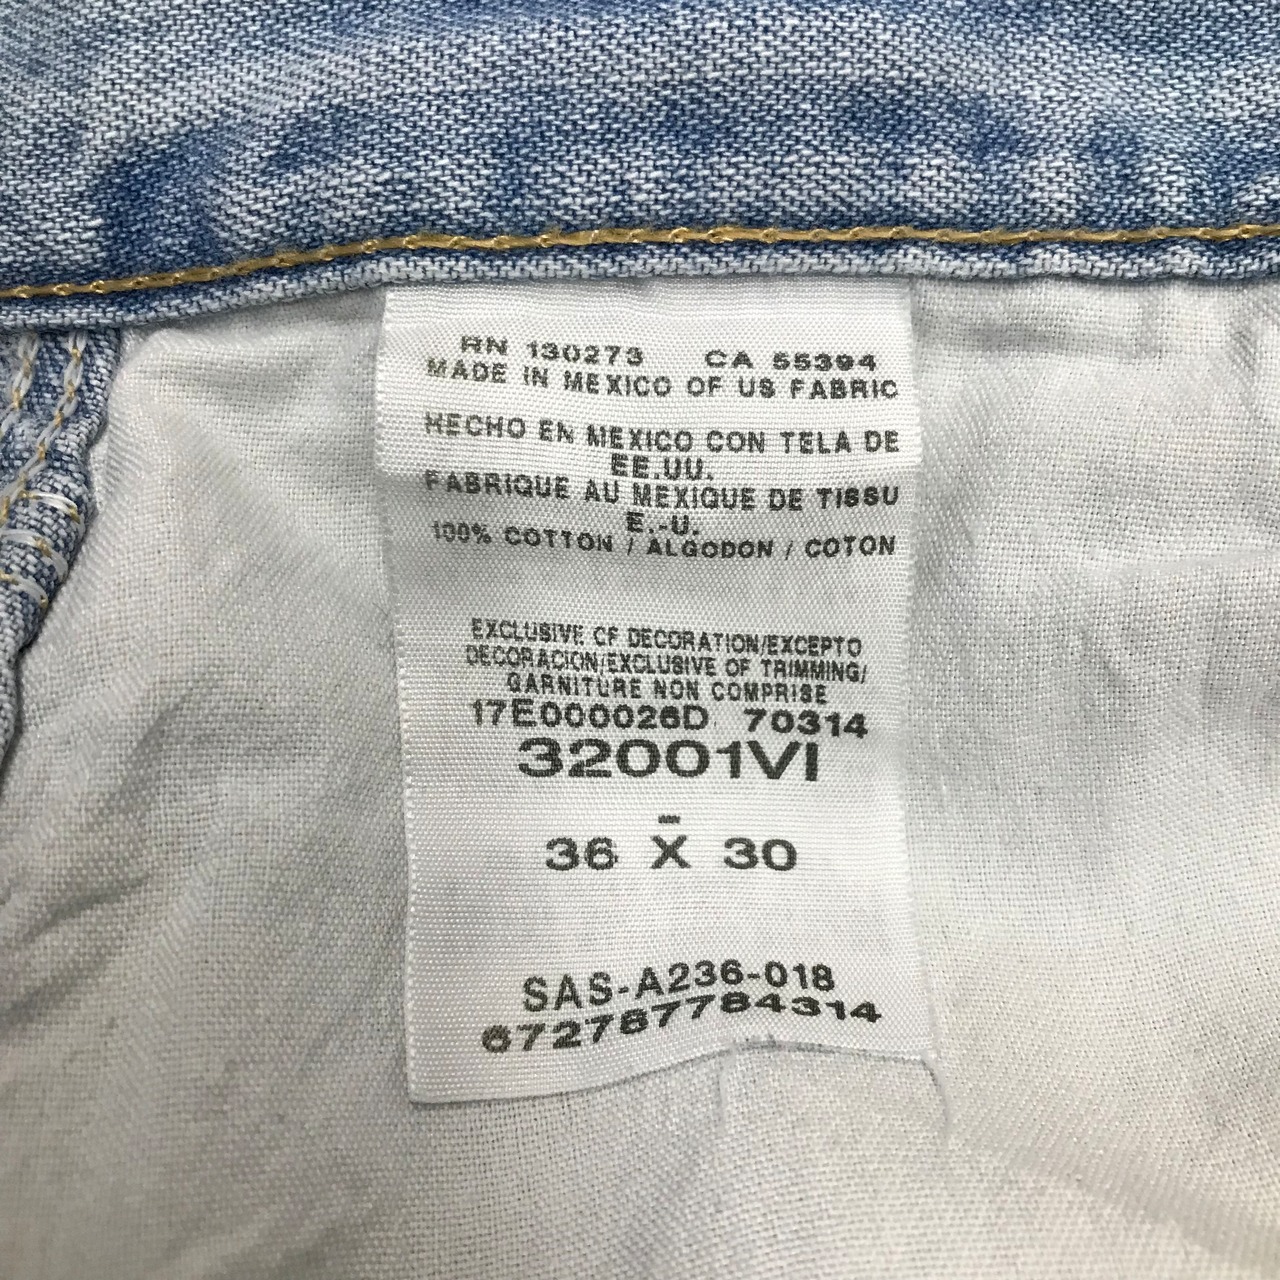 RN 130273 CA 55394
MADE IN MEXICO OF US FABRIC
HECHO EN MEXICO CON TELA DE
EE.UU.
FABRIQUE AU MEXIQUE DE TISSU
E.-U.
100% COTTON / ALGODON / COTON
EXCLUSIVE OF DECORATION/EXCEPTO
DECORACION/EXCLUSIVE OF TRIMMING/
GARNITURE NON COMPRISE
17E000026D 70314
32001VI
-
36 X 30
SAS-A236-018
672787784314